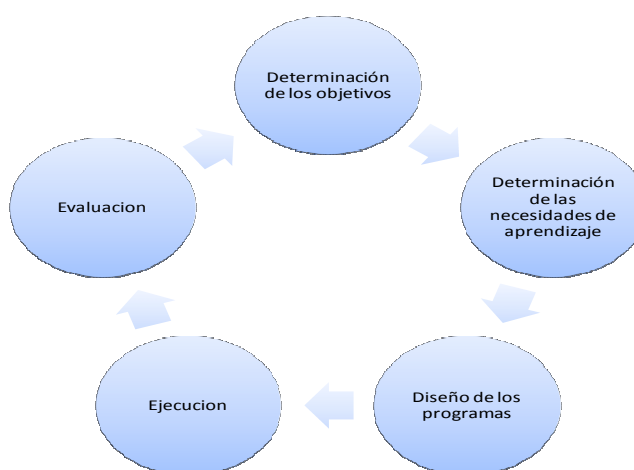 Determinación
de los objetivos
Determinación
de las
necesidades de
aprendizaje
Diseño de los
programas
Ejecucion
Evaluacion